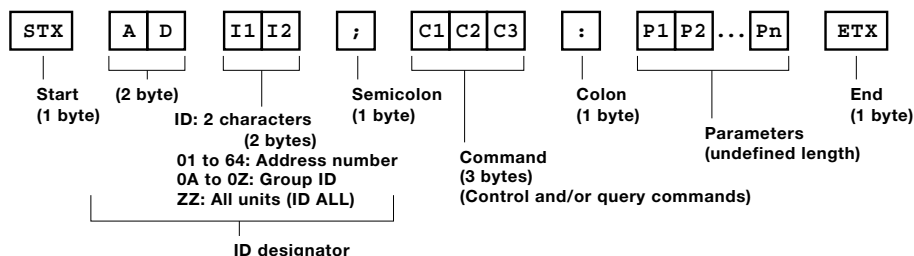 STX A D I1 I2 ; C1 C2 C3 : P1 P2 ... Pn ETX
Start
(1 byte)
(2 byte)
ID: 2 characters
(2 bytes)
01 to 64: Address number
0A to 0Z: Group ID
ZZ: All units (ID ALL)
ID designator
Semicolon
(1 byte)
Command
(3 bytes)
(Control and/or query commands)
Colon
(1 byte)
Parameters
(undefined length)
End
(1 byte)